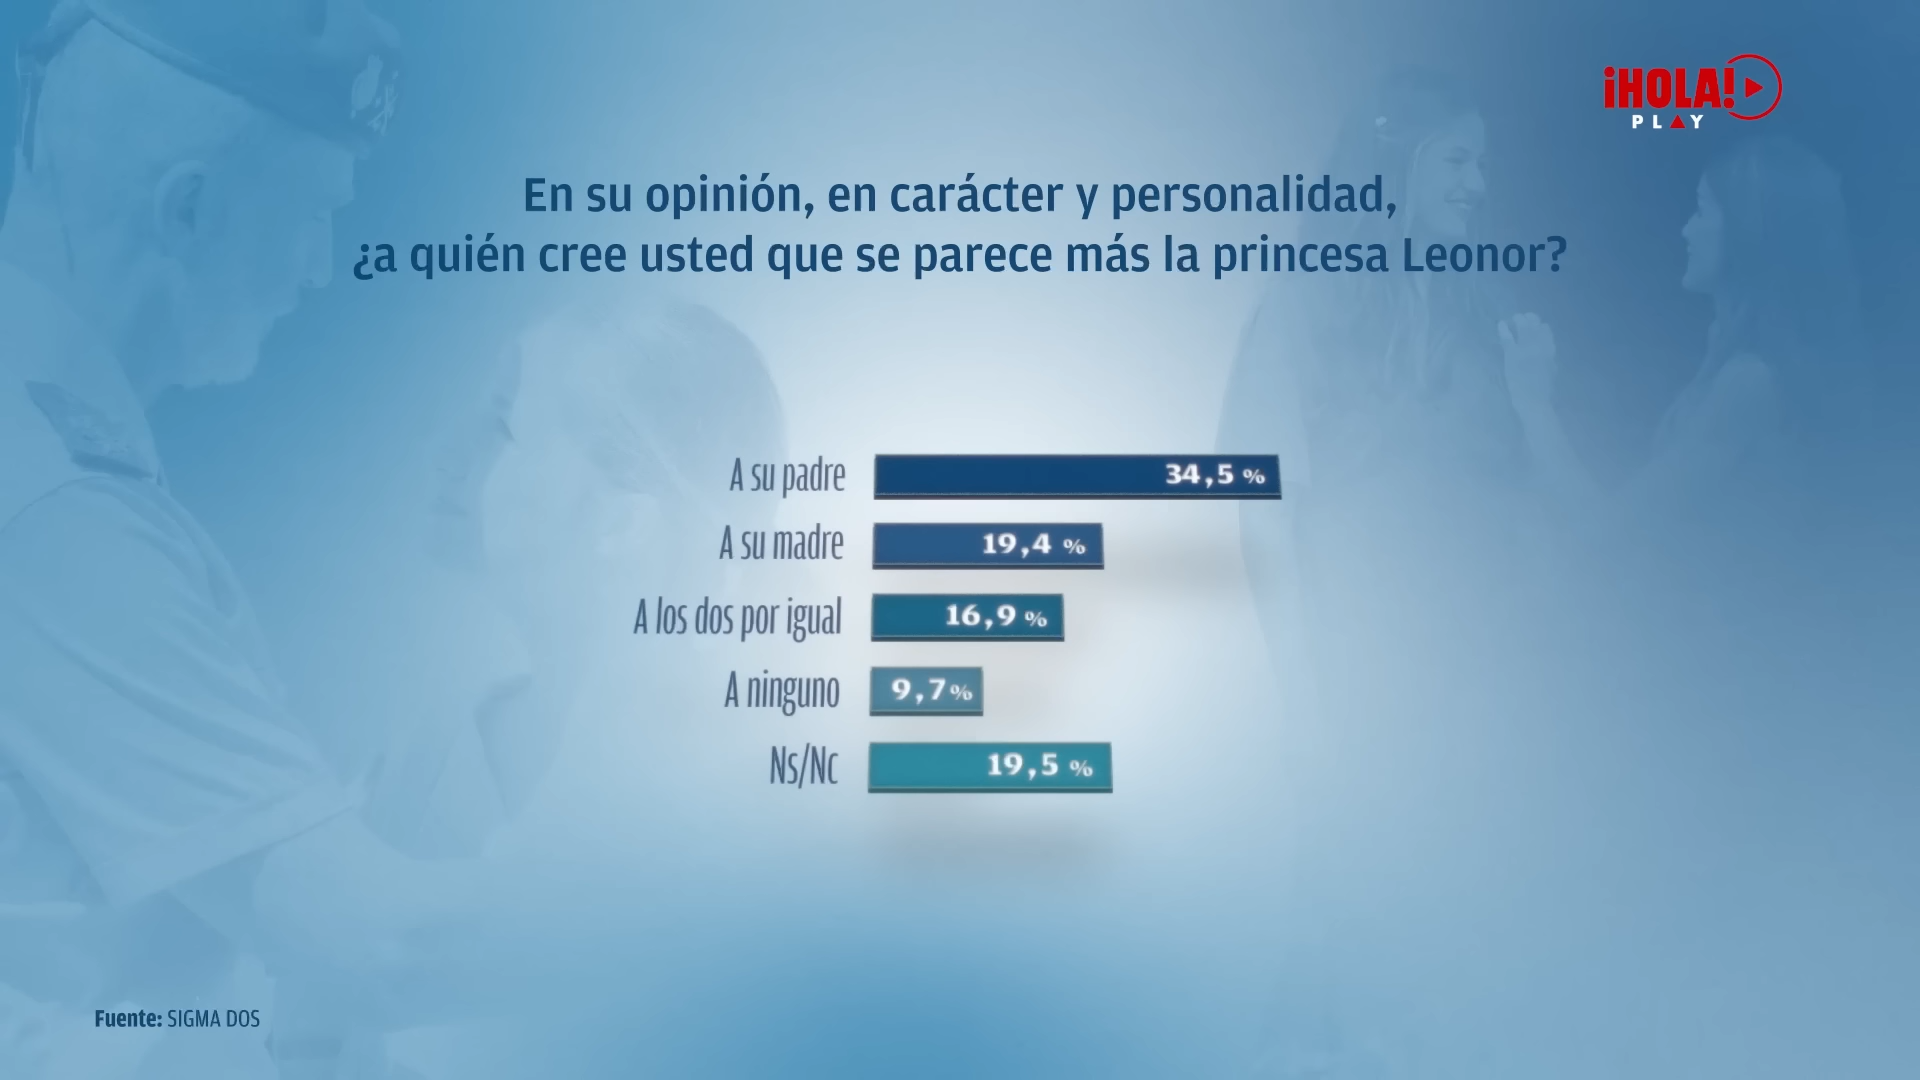 ¡HOLA!
PLAY
En su opinión, en carácter y personalidad,
¿a quién cree usted que se parece más la princesa Leonor?
A su padre 34,5 %
A su madre 19,4 %
A los dos por igual 16,9 %
A ninguno 9,7%
Ns/Nc 19,5 %
Fuente: SIGMA DOS